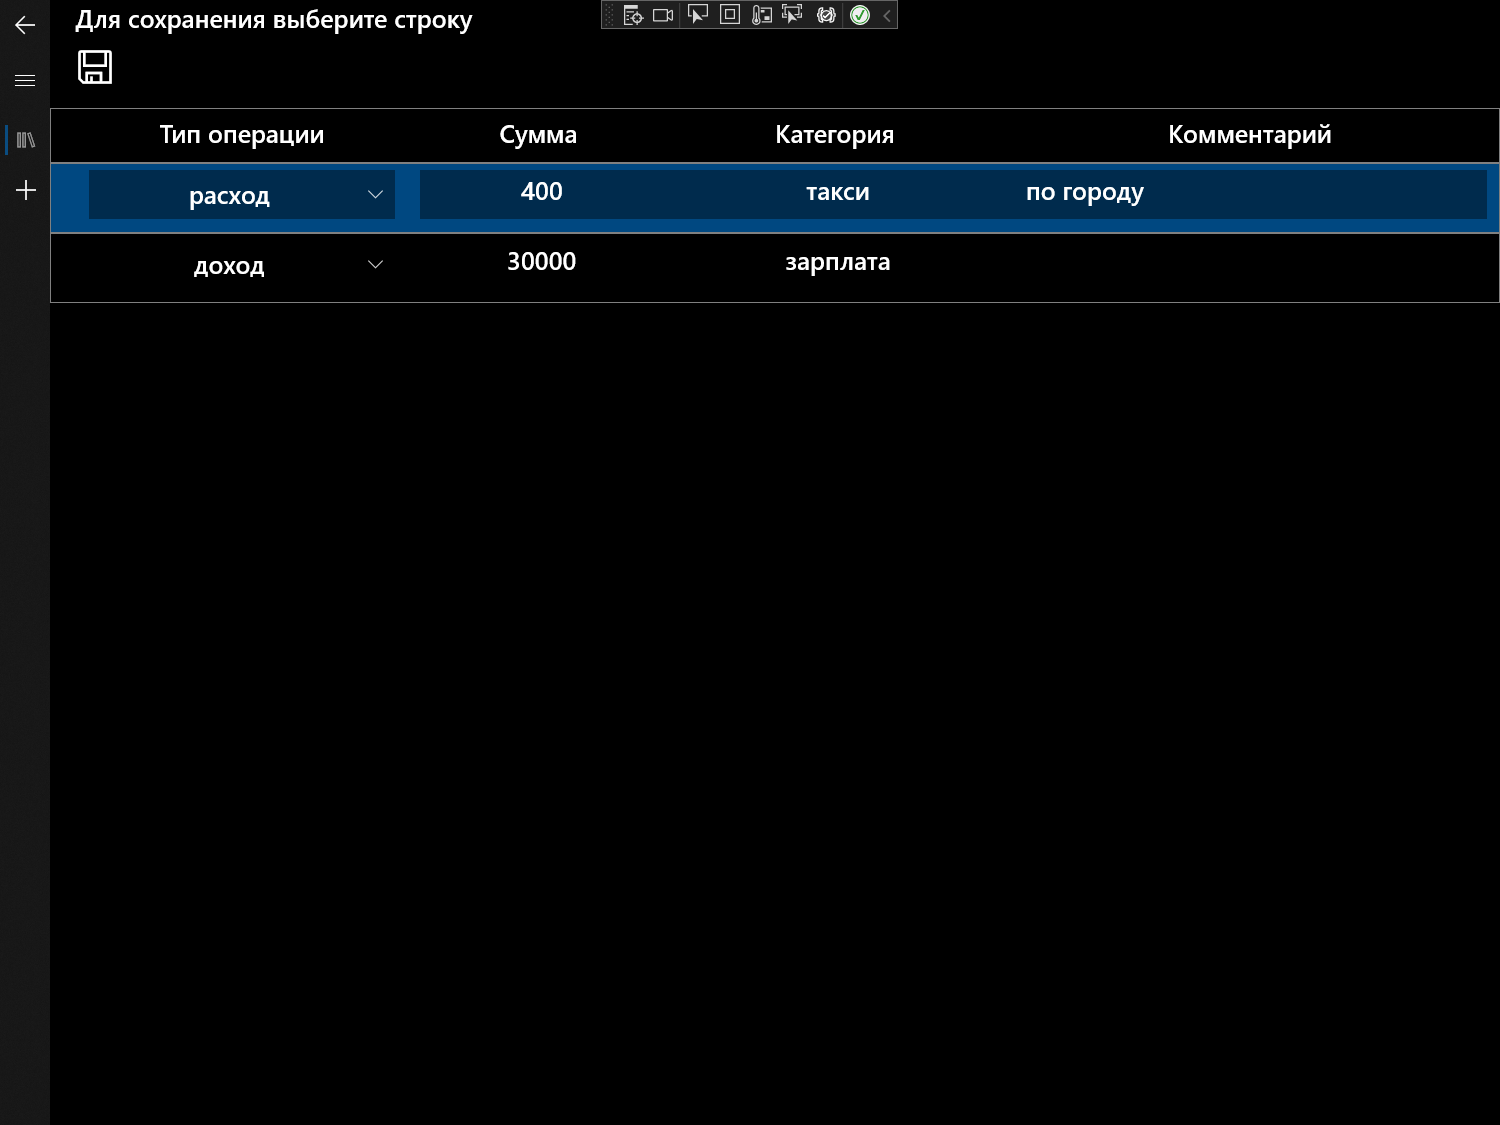 Для сохранения выберите строку
Тип операции Сумма Категория Комментарий
расход 400 такси по городу
доход 30000 зарплата